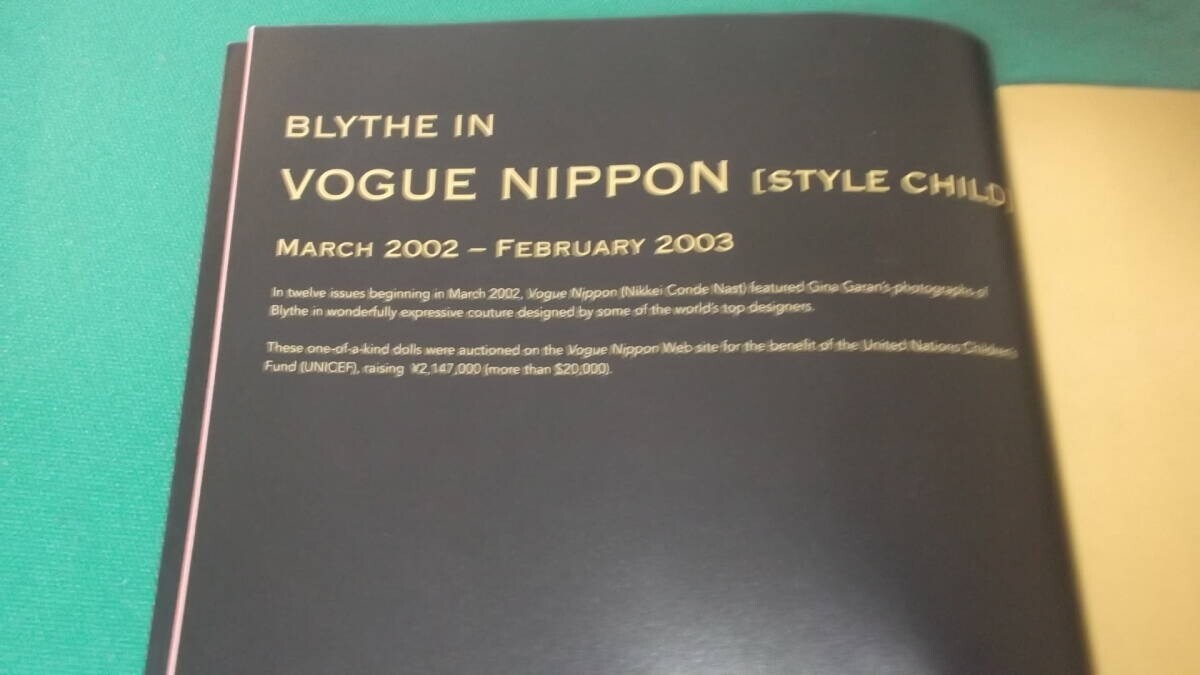 BLYTHE IN
VOGUE NIPPON [STYLE CHILD]
MARCH 2002 – FEBRUARY 2003
In twelve issues beginning in March 2002, Vogue Nippon (Nikkei Conde Nast) featured Gina Garan's photographs of
Blythe in wonderfully expressive couture designed by some of the world's top designers.
These one-of-a-kind dolls were auctioned on the Vogue Nippon Web site for the benefit of the United Nations Children's
Fund (UNICEF), raising ¥2,147,000 (more than $20,000).